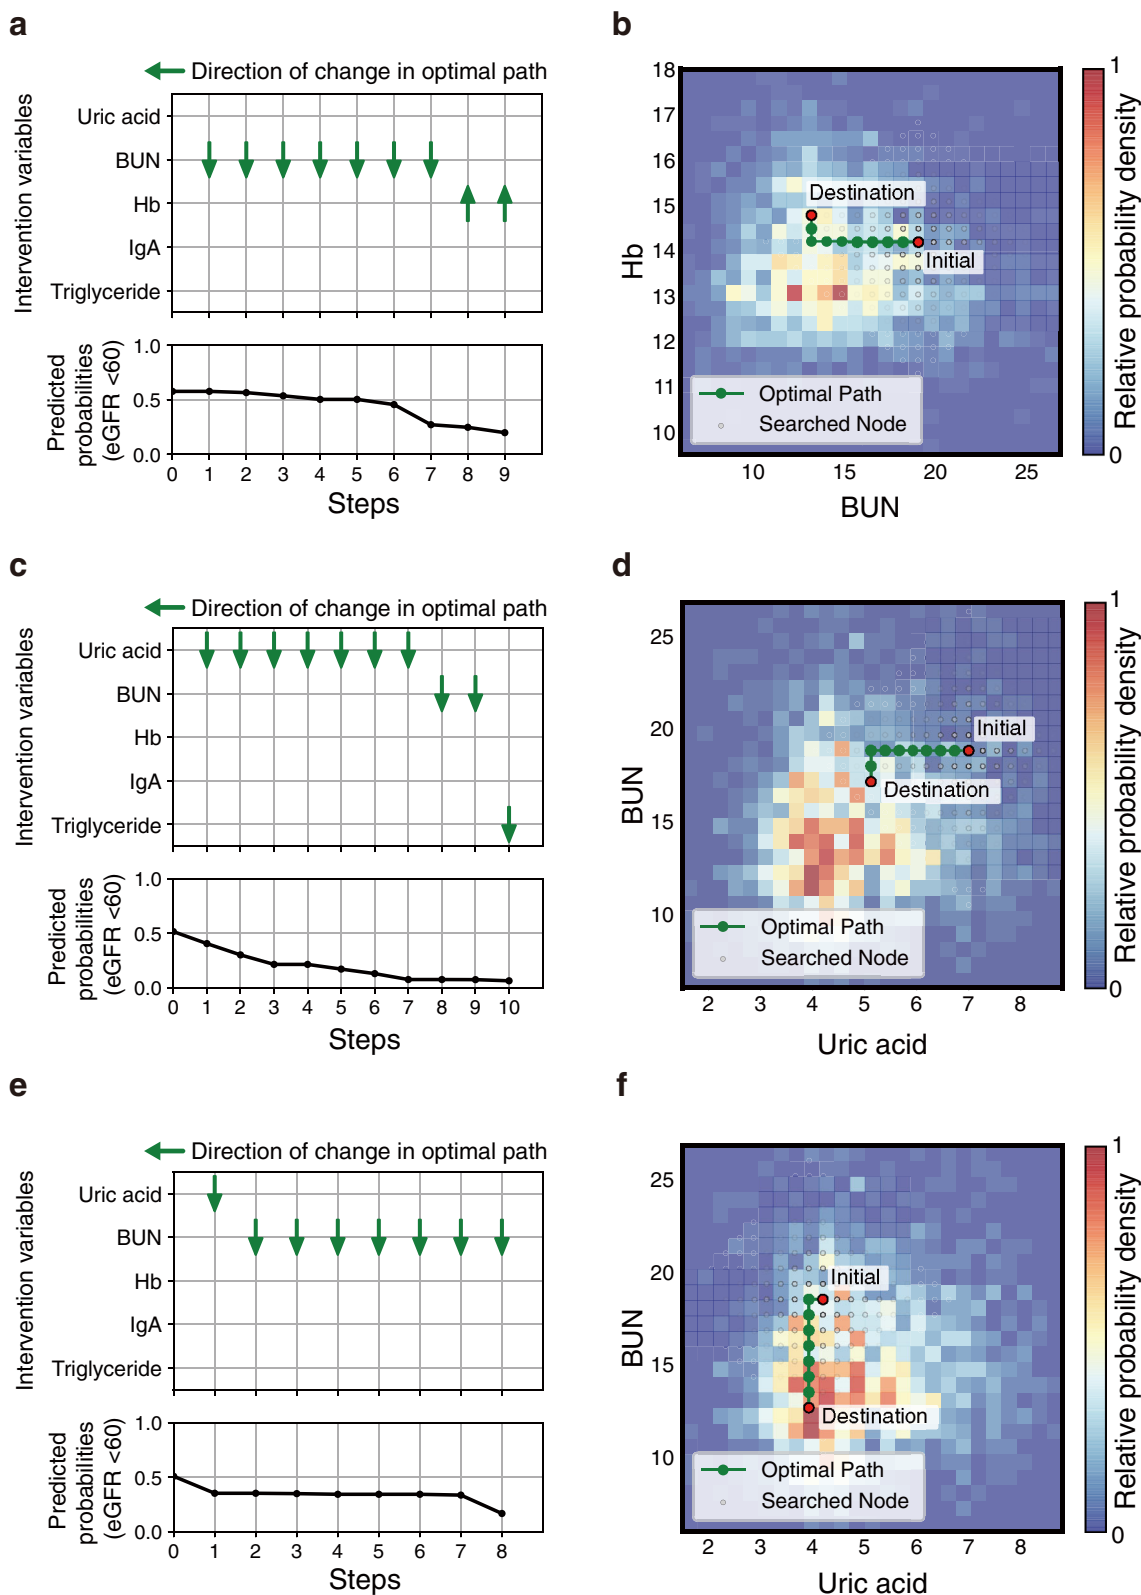 a
Direction of change in optimal path
Intervention variables
Uric acid
BUN
Hb
IgA
Triglyceride
Predicted
probabilities
(eGFR <60)
1.0
0.5
0.0
0 1 2 3 4 5 6 7 8 9
Steps
b
18
17
16
15
14
13
12
11
10
Hb
Destination
Initial
Optimal Path
Searched Node
10 15 20 25
BUN
1
0
Relative probability density
c
Direction of change in optimal path
Intervention variables
Uric acid
BUN
Hb
IgA
Triglyceride
Predicted
probabilities
(eGFR <60)
1.0
0.5
0.0
0 1 2 3 4 5 6 7 8 9 10
Steps
d
25
20
15
10
BUN
Initial
Destination
Optimal Path
Searched Node
2 3 4 5 6 7 8
Uric acid
1
0
Relative probability density
e
Direction of change in optimal path
Intervention variables
Uric acid
BUN
Hb
IgA
Triglyceride
Predicted
probabilities
(eGFR <60)
1.0
0.5
0.0
0 1 2 3 4 5 6 7 8
Steps
f
25
20
15
10
BUN
Initial
Destination
Optimal Path
Searched Node
2 3 4 5 6 7 8
Uric acid
1
0
Relative probability density